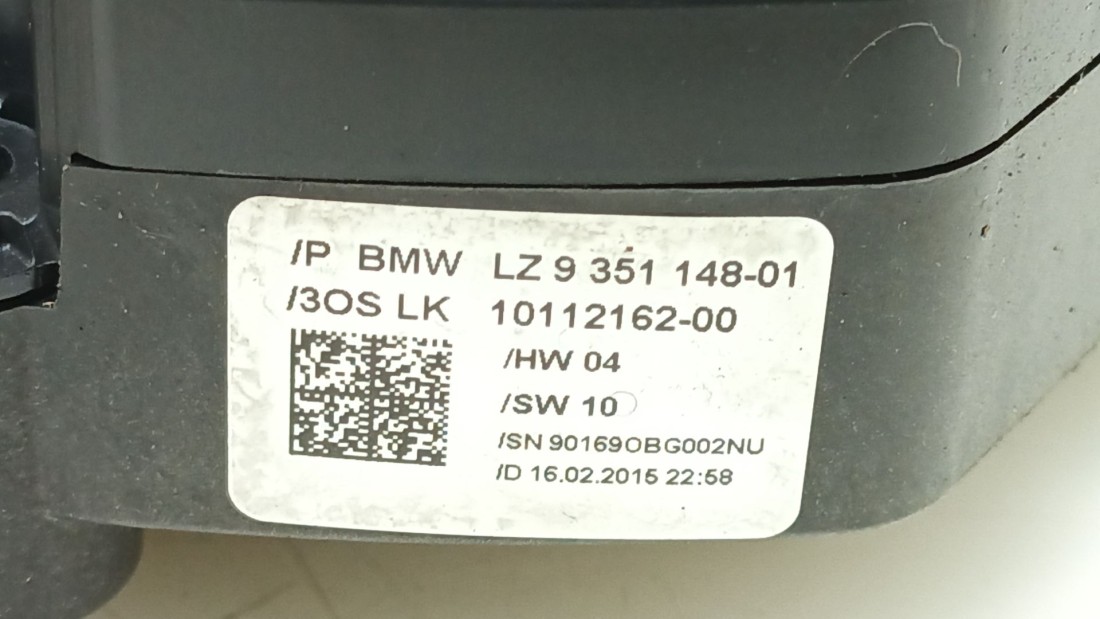 /P BMW LZ 9 351 148-01
/3OS LK 10112162-00
/HW 04
/SW 10
/SN 90169OBG002NU
/D 16.02.2015 22:58